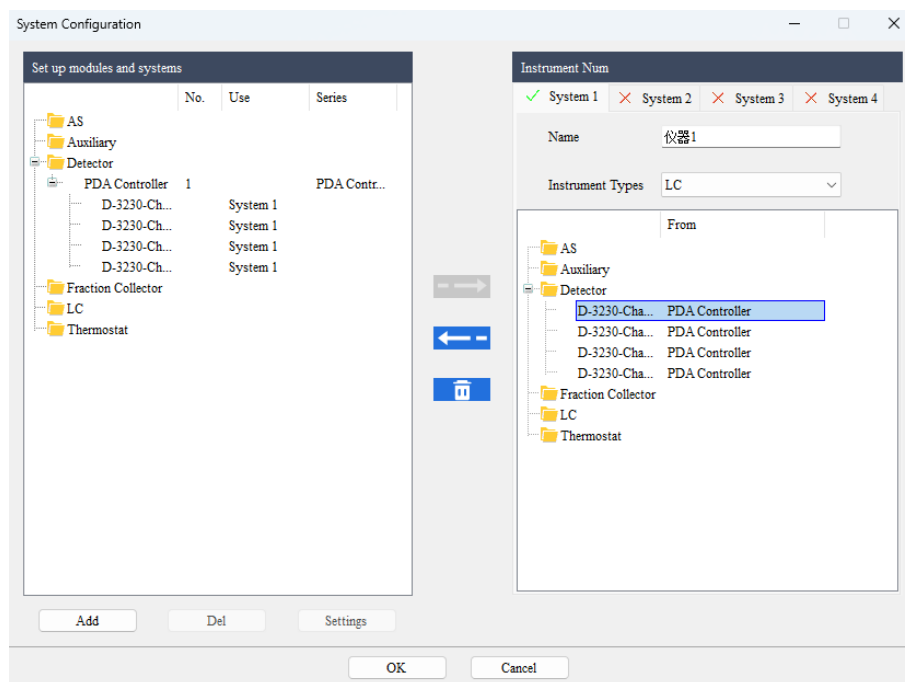 System Configuration
Set up modules and systems
No. Use Series
AS
Auxiliary
Detector
PDA Controller 1 PDA Contr...
D-3230-Ch... System 1
D-3230-Ch... System 1
D-3230-Ch... System 1
D-3230-Ch... System 1
Fraction Collector
LC
Thermostat
Add Del Settings
Instrument Num
System 1 System 2 System 3 System 4
Name 仪器1
Instrument Types LC
From
AS
Auxiliary
Detector
D-3230-Cha... PDA Controller
D-3230-Cha... PDA Controller
D-3230-Cha... PDA Controller
D-3230-Cha... PDA Controller
Fraction Collector
LC
Thermostat
OK Cancel